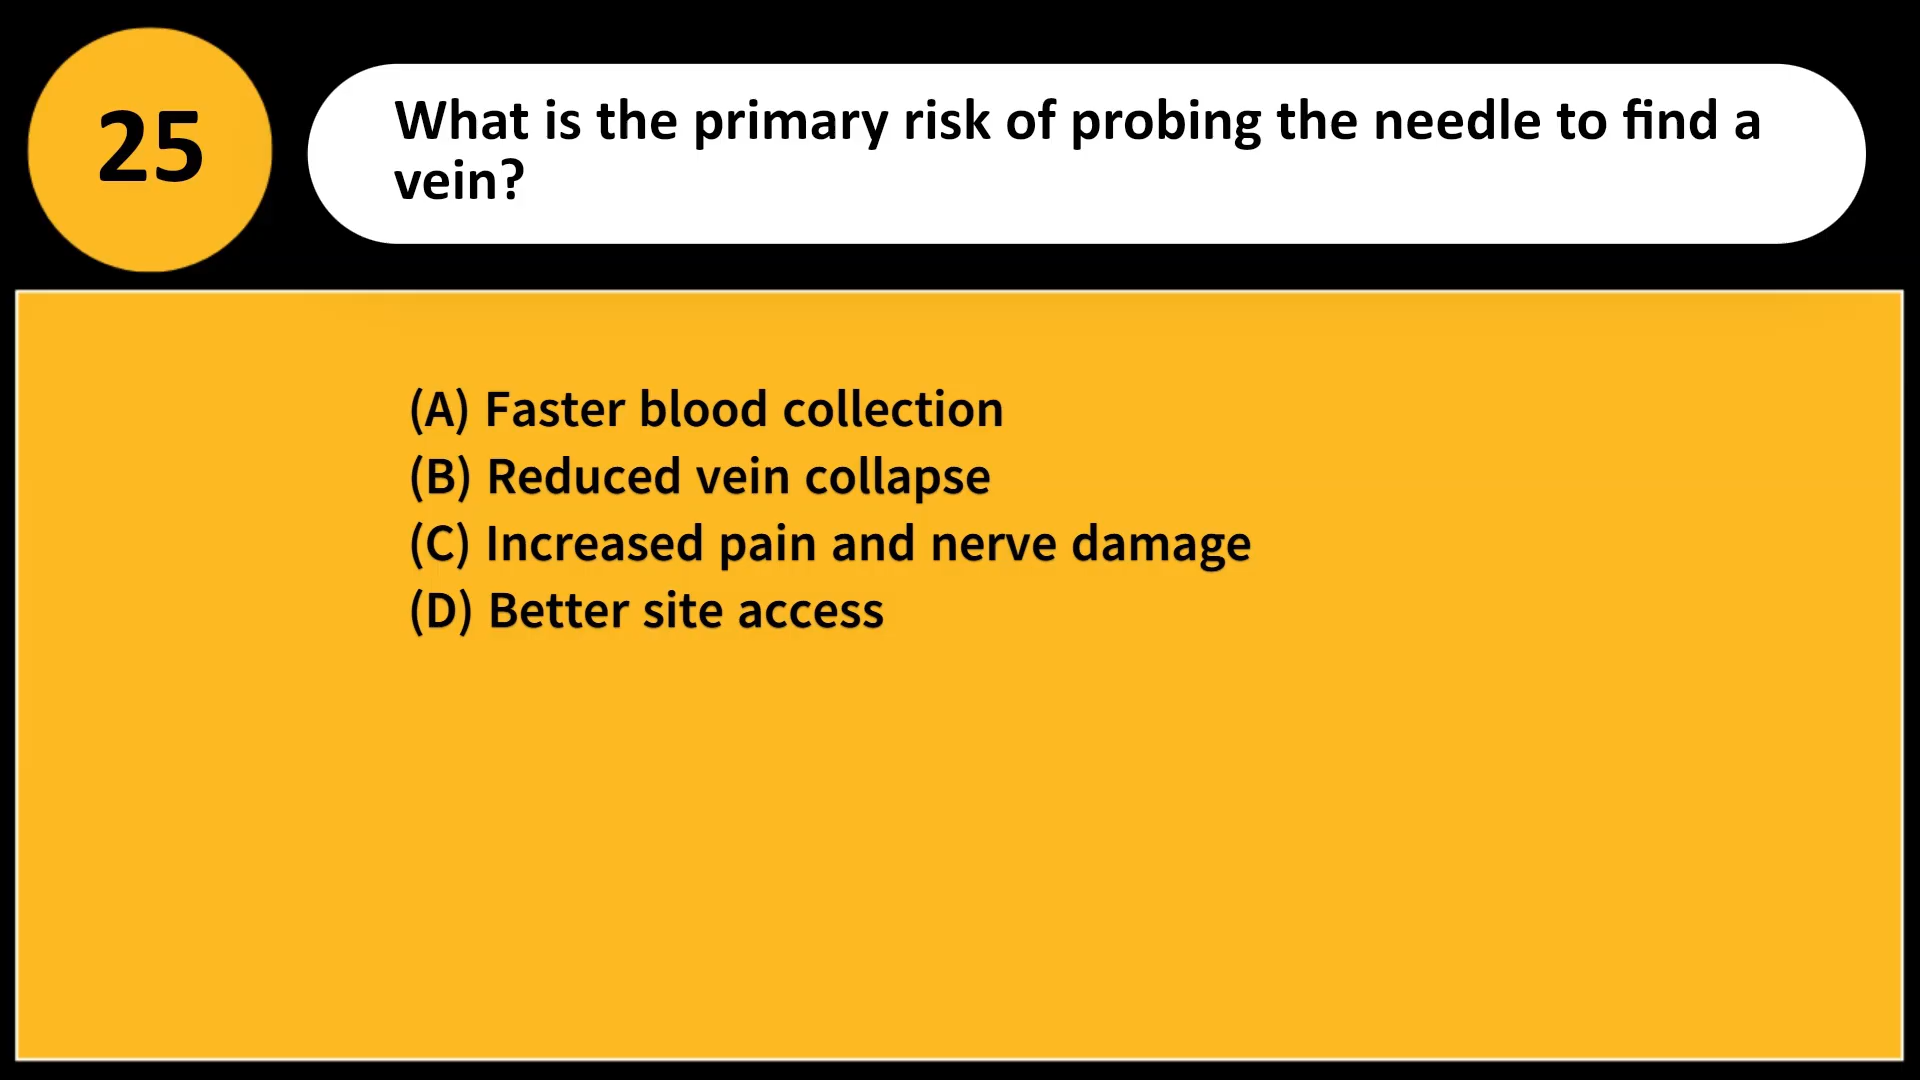 25
What is the primary risk of probing the needle to find a
vein?
(A) Faster blood collection
(B) Reduced vein collapse
(C) Increased pain and nerve damage
(D) Better site access